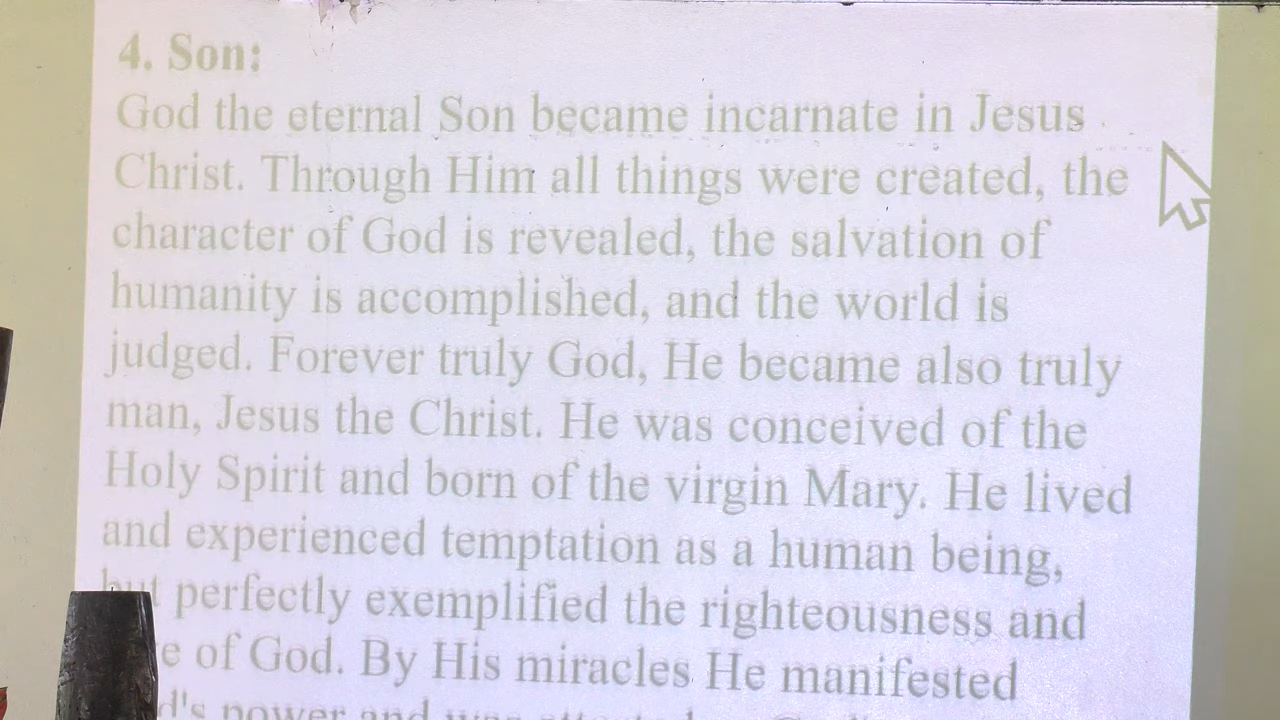 4. Son:
God the eternal Son became incarnate in Jesus
Christ. Through Him all things were created, the
character of God is revealed, the salvation of
humanity is accomplished, and the world is
judged. Forever truly God, He became also truly
man, Jesus the Christ. He was conceived of the
Holy Spirit and born of the virgin Mary. He lived
and experienced temptation as a human being,
but perfectly exemplified the righteousness and
of God. By His miracles He manifested
power and was